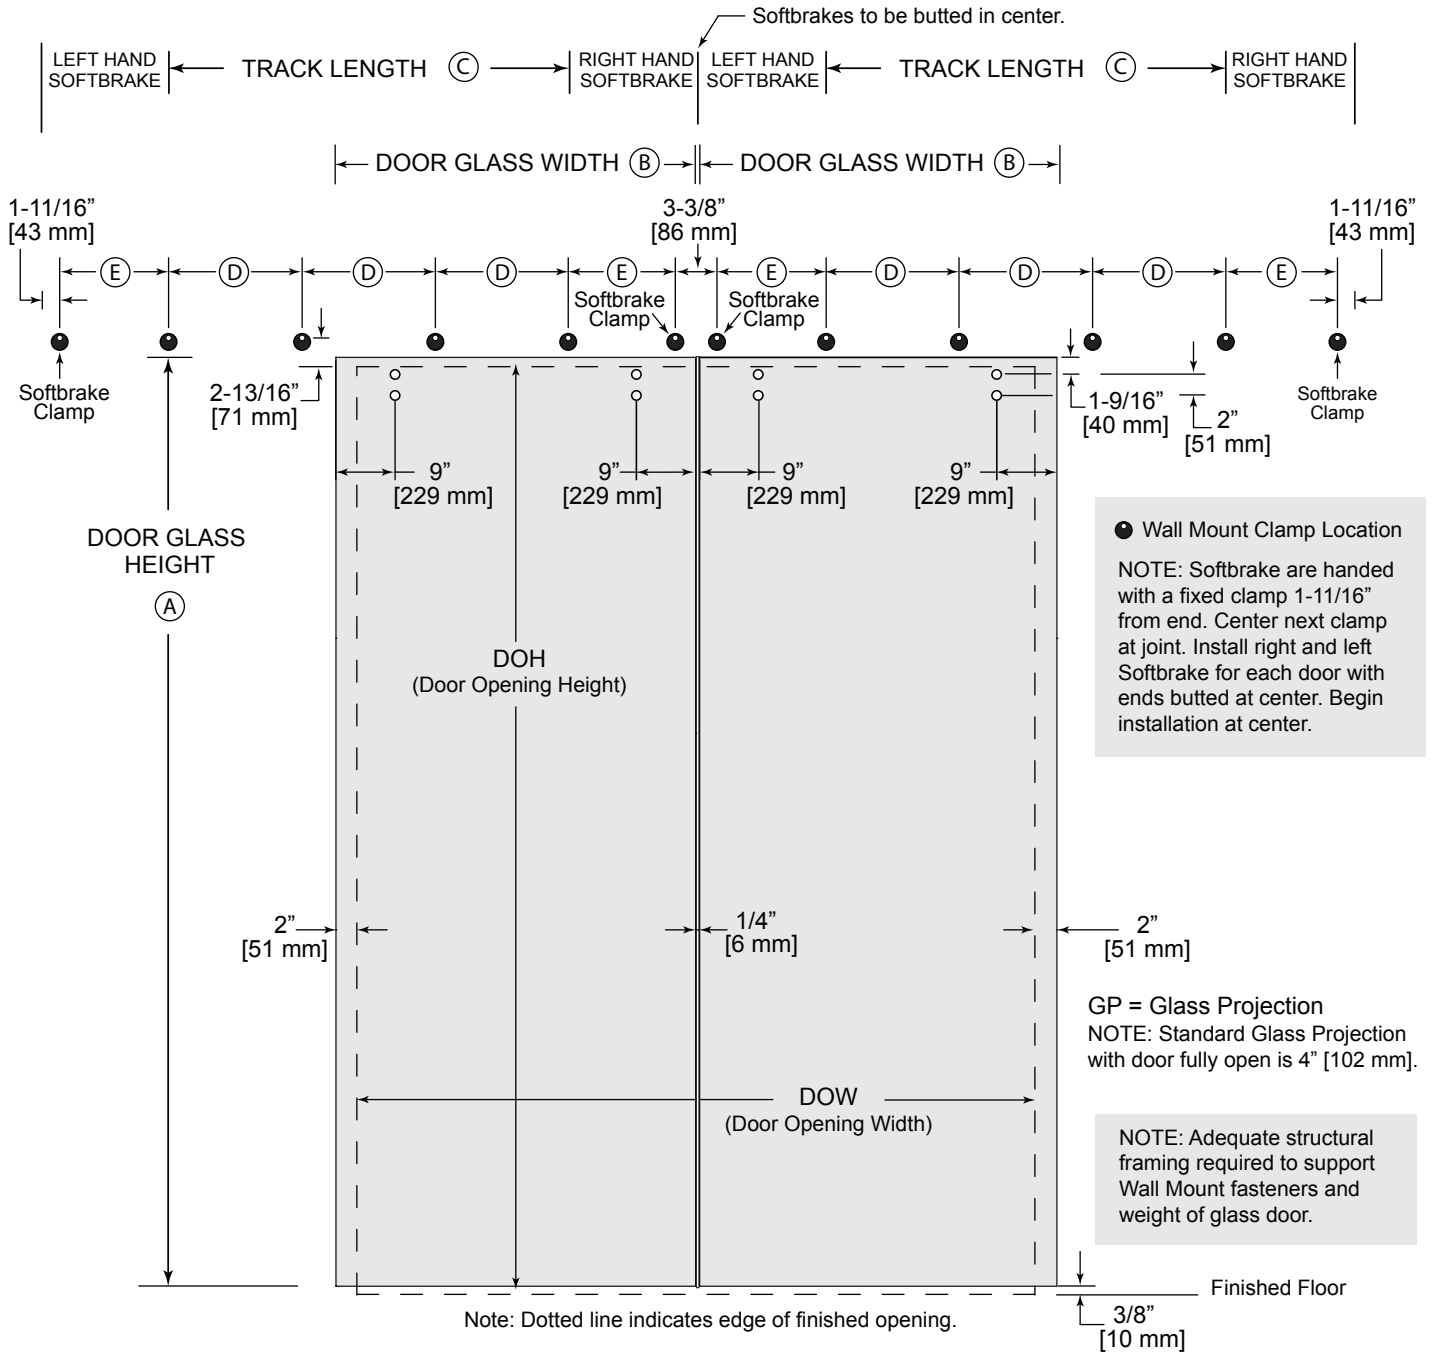 Softbrakes to be butted in center.
LEFT HAND
SOFTBRAKE
TRACK LENGTH C
RIGHT HAND
SOFTBRAKE
LEFT HAND
SOFTBRAKE
TRACK LENGTH C
RIGHT HAND
SOFTBRAKE
DOOR GLASS WIDTH B
DOOR GLASS WIDTH B
1-11/16”
[43 mm]
3-3/8”
[86 mm]
1-11/16”
[43 mm]
E D D D E E D D D E
Softbrake
Clamp
Softbrake
Clamp
Softbrake
Clamp
2-13/16”
[71 mm]
1-9/16”
[40 mm]
2”
[51 mm]
Softbrake
Clamp
9”
[229 mm]
9”
[229 mm]
9”
[229 mm]
9”
[229 mm]
DOOR GLASS
HEIGHT
A
Wall Mount Clamp Location
NOTE: Softbrake are handed
with a fixed clamp 1-11/16”
from end. Center next clamp
at joint. Install right and left
Softbrake for each door with
ends butted at center. Begin
installation at center.
DOH
(Door Opening Height)
2”
[51 mm]
1/4”
[6 mm]
2”
[51 mm]
GP = Glass Projection
NOTE: Standard Glass Projection
with door fully open is 4” [102 mm].
DOW
(Door Opening Width)
NOTE: Adequate structural
framing required to support
Wall Mount fasteners and
weight of glass door.
Finished Floor
3/8”
[10 mm]
Note: Dotted line indicates edge of finished opening.